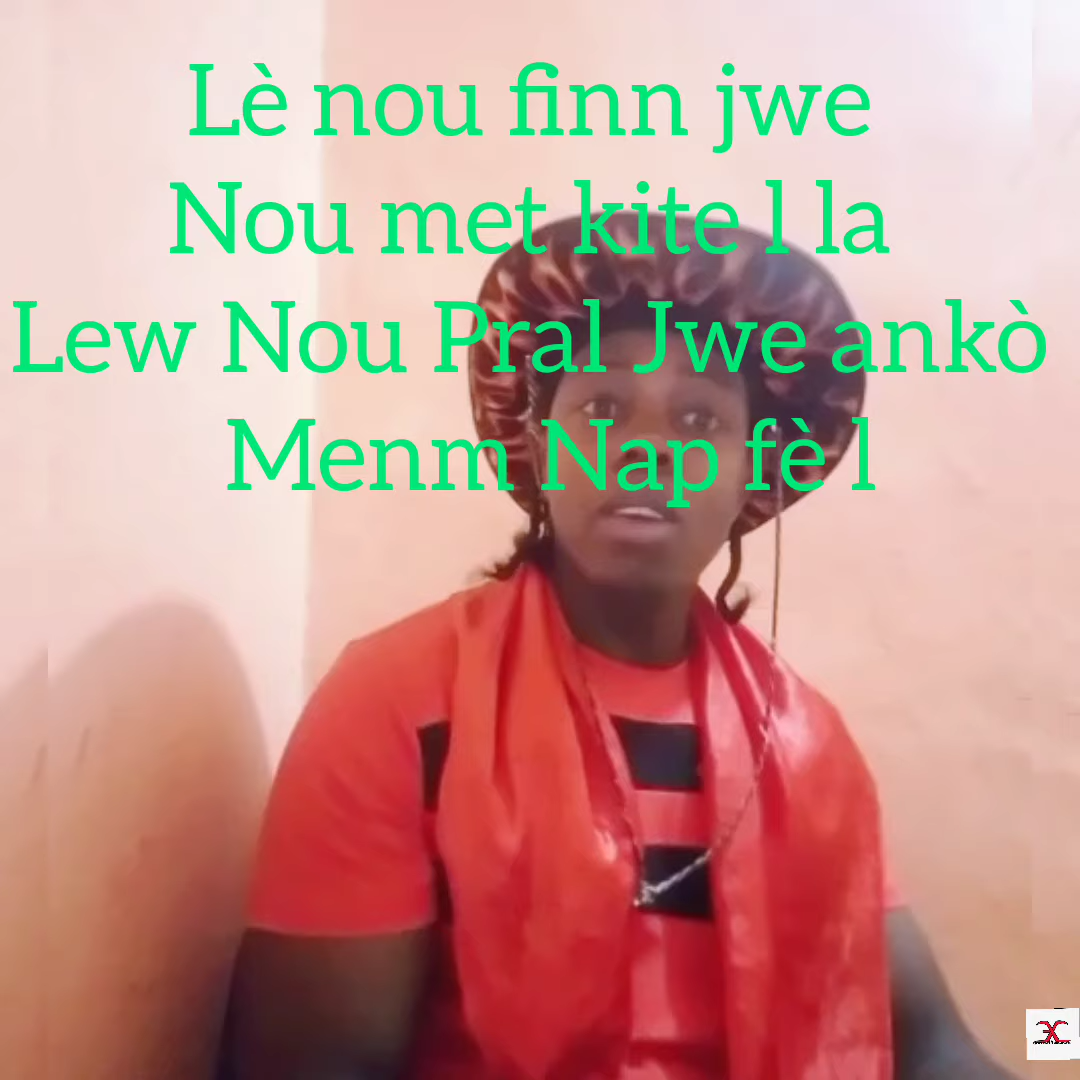 Lè nou finn jwe
Nou met kite l la
Lew Nou Pral Jwe ankò
Menm Nap fè l